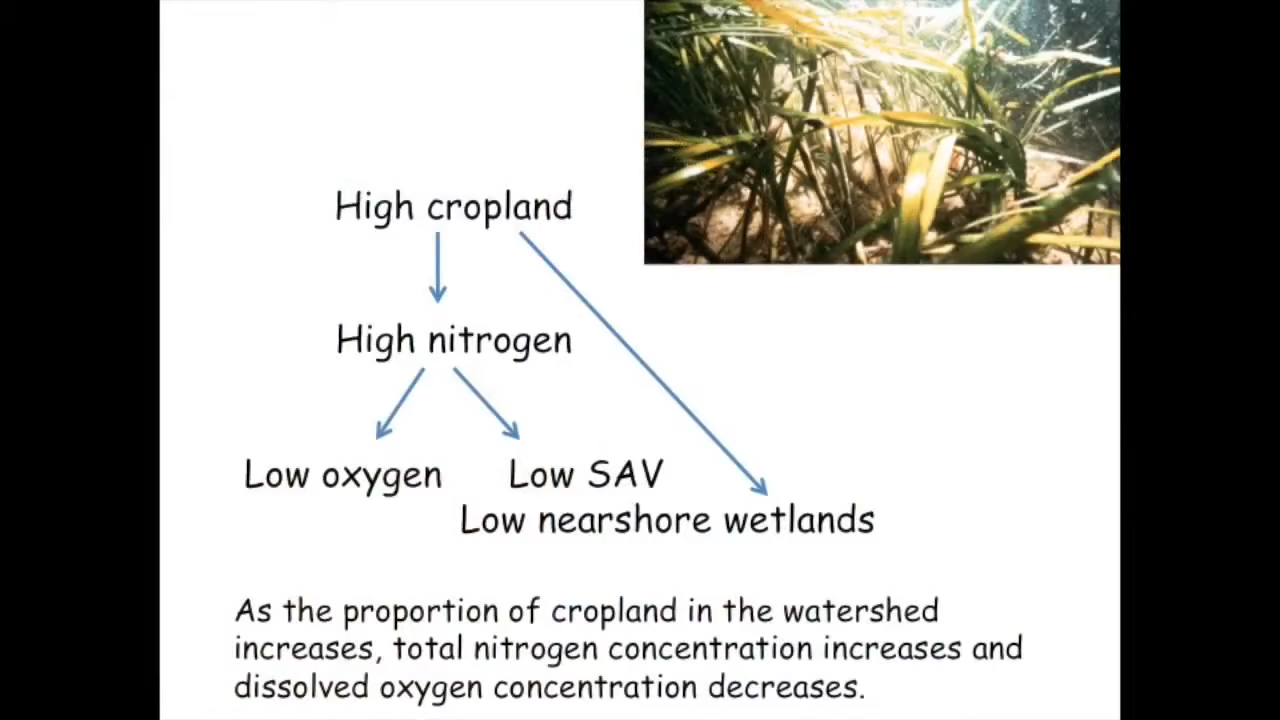 High cropland
High nitrogen
Low oxygen
Low SAV
Low nearshore wetlands
As the proportion of cropland in the watershed
increases, total nitrogen concentration increases and
dissolved oxygen concentration decreases.